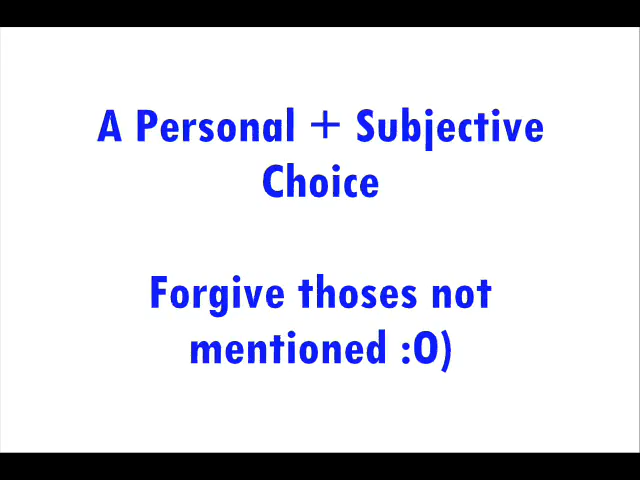 A Personal + Subjective
Choice
Forgive thoses not
mentioned :O)